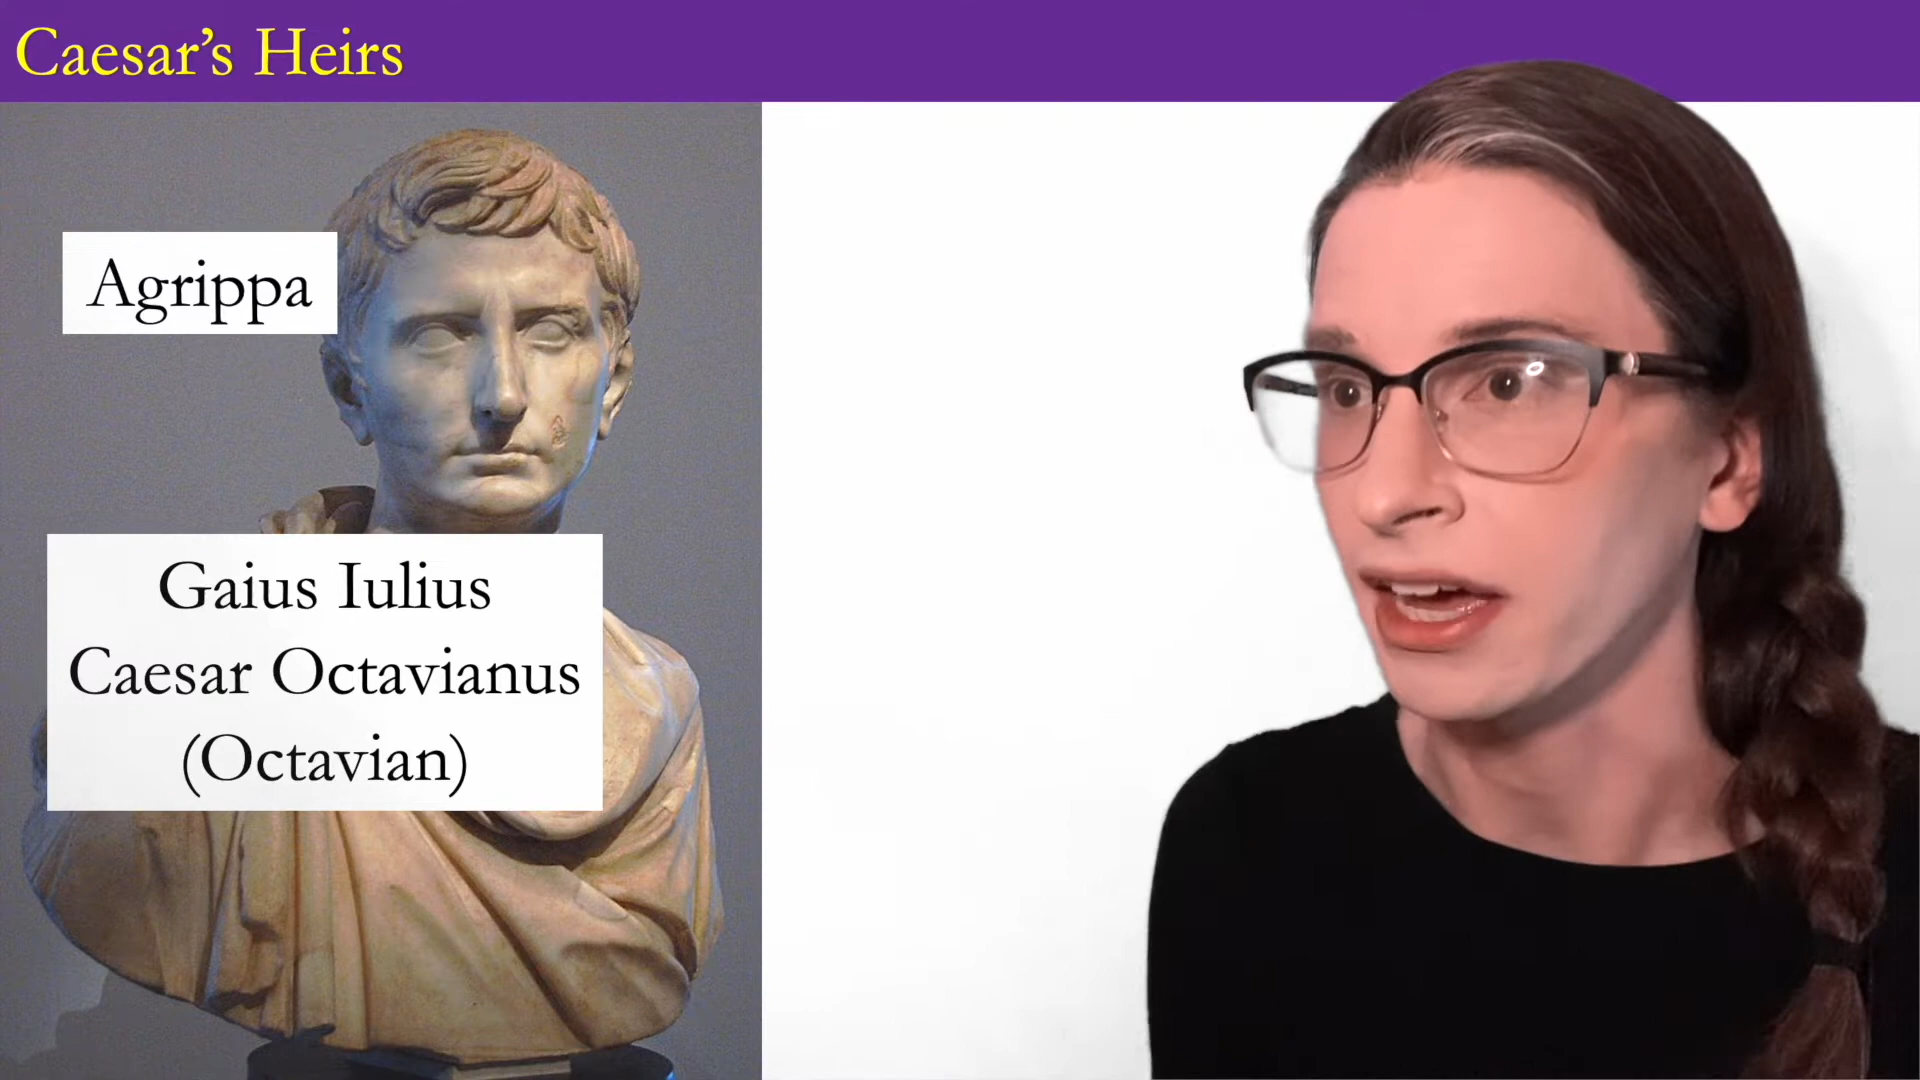 Caesar’s Heirs
Agrippa
Gaius Iulius
Caesar Octavianus
(Octavian)